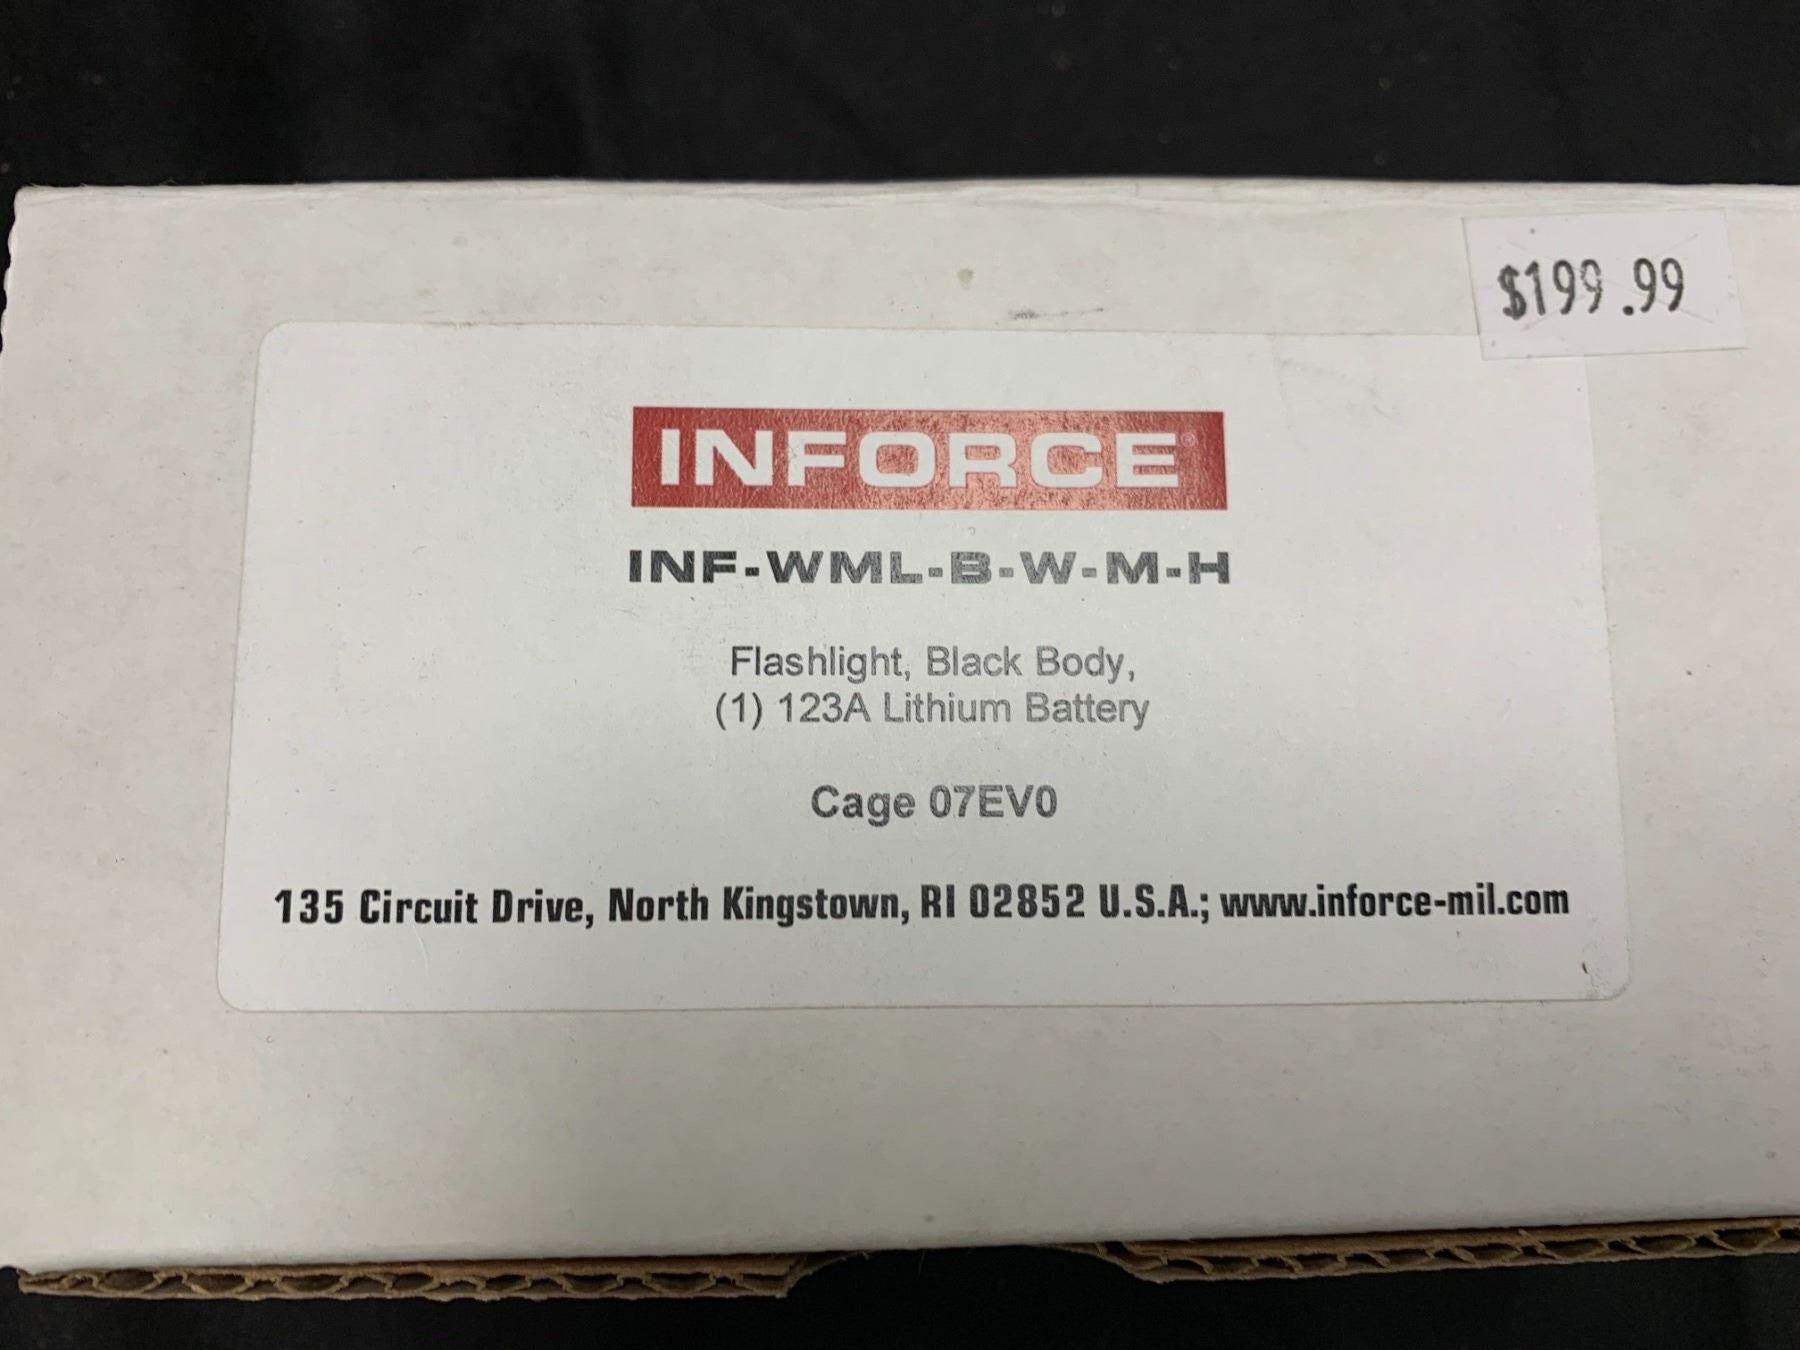 $199.99
INFORCE®
INF-WML-B-W-M-H
Flashlight, Black Body,
(1) 123A Lithium Battery
Cage 07EV0
135 Circuit Drive, North Kingstown, RI 02852 U.S.A.; www.inforce-mil.com